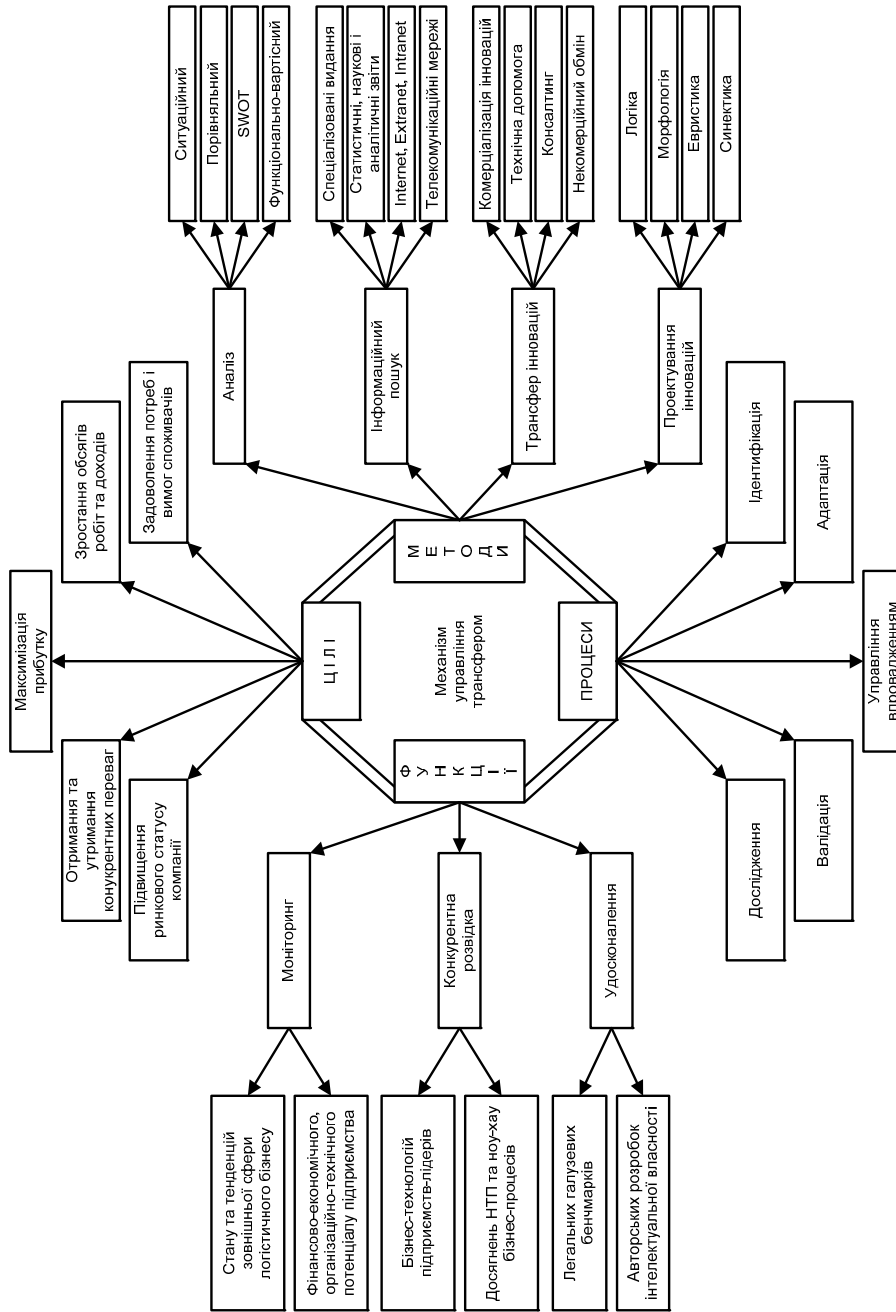 Максимізація
прибутку
Отримання та
утримання
конукрентних переваг
Зростання обсягів
робіт та доходів
Підвищення
ринкового статусу
компанії
Задоволення потреб і
вимог споживачів
Ц І Л І
Стану та тенденцій
зовнішньої сфери
логістичного бізнесу
Фінансово-економічного,
організаційно-технічного
потенціалу підприємства
Моніторинг
Бізнес-технологій
підприємств-лідерів
Досягнень НТП та ноу-хау
бізнес-процесів
Конкурентна
розвідка
Легальних галузевих
бенчмарків
Авторських розробок
інтелектуальної власності
Удосконалення
Ф
У
Н
К
Ц
І
Ї
Механізм
управління
трансфером
М
Е
Т
О
Д
И
Аналіз
Ситуаційний
Порівняльний
SWOT
Функціонально-вартісний
Інформаційний
пошук
Спеціалізовані видання
Статистичні, наукові і
аналітичні звіти
Internet, Extranet, Intranet
Телекомунікаційні мережі
Трансфер інновацій
Комерціалізація інновацій
Технічна допомога
Консалтинг
Некомерційний обмін
Проектування
інновацій
Логіка
Морфологія
Евристика
Синектика
ПРОЦЕСИ
Дослідження
Валідація
Управління
впровадженням
Адаптація
Ідентифікація